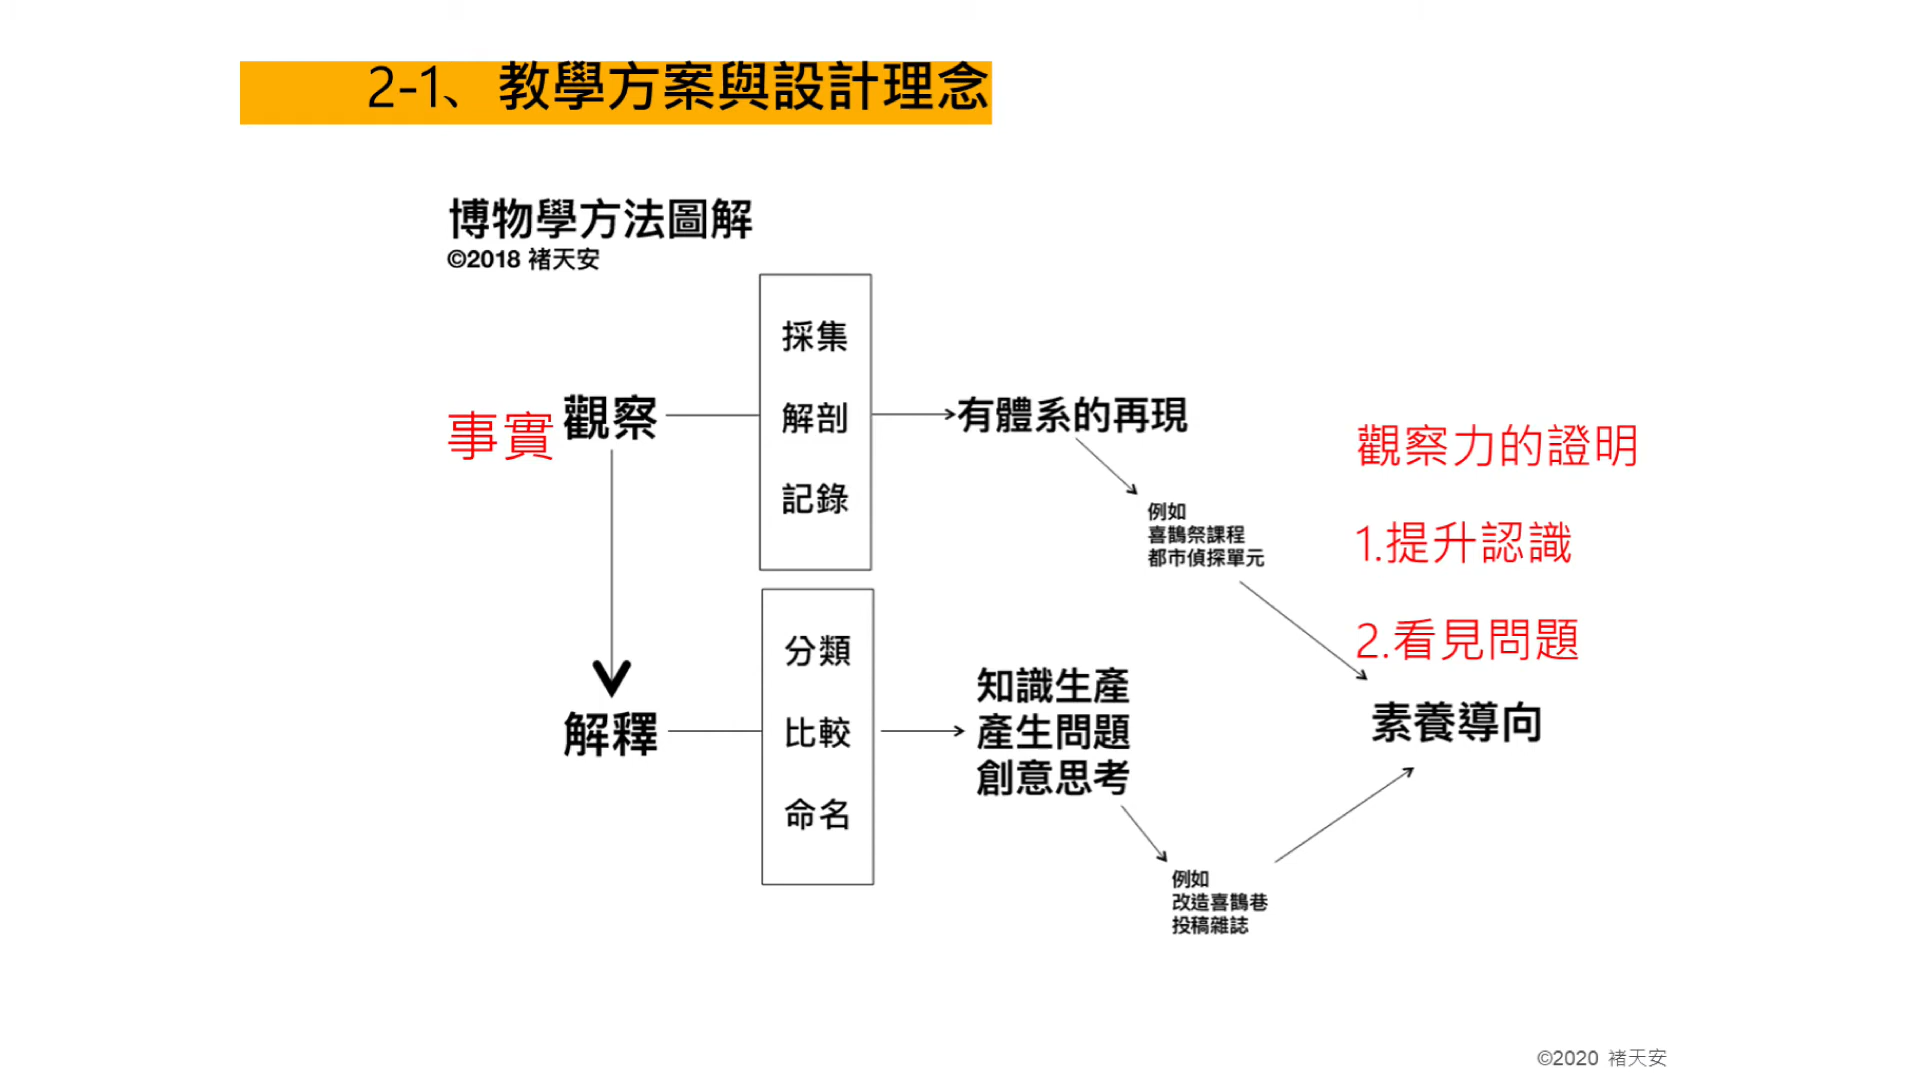 2-1、教學方案與設計理念
博物學方法圖解
©2018 褚天安
採集
解剖
記錄
事實
觀察
有體系的再現
例如
喜鵲祭課程
都市偵探單元
觀察力的證明
1.提升認識
2.看見問題
解釋
分類
比較
命名
知識生產
產生問題
創意思考
素養導向
例如
改造喜鵲巷
投稿雜誌
©2020 褚天安